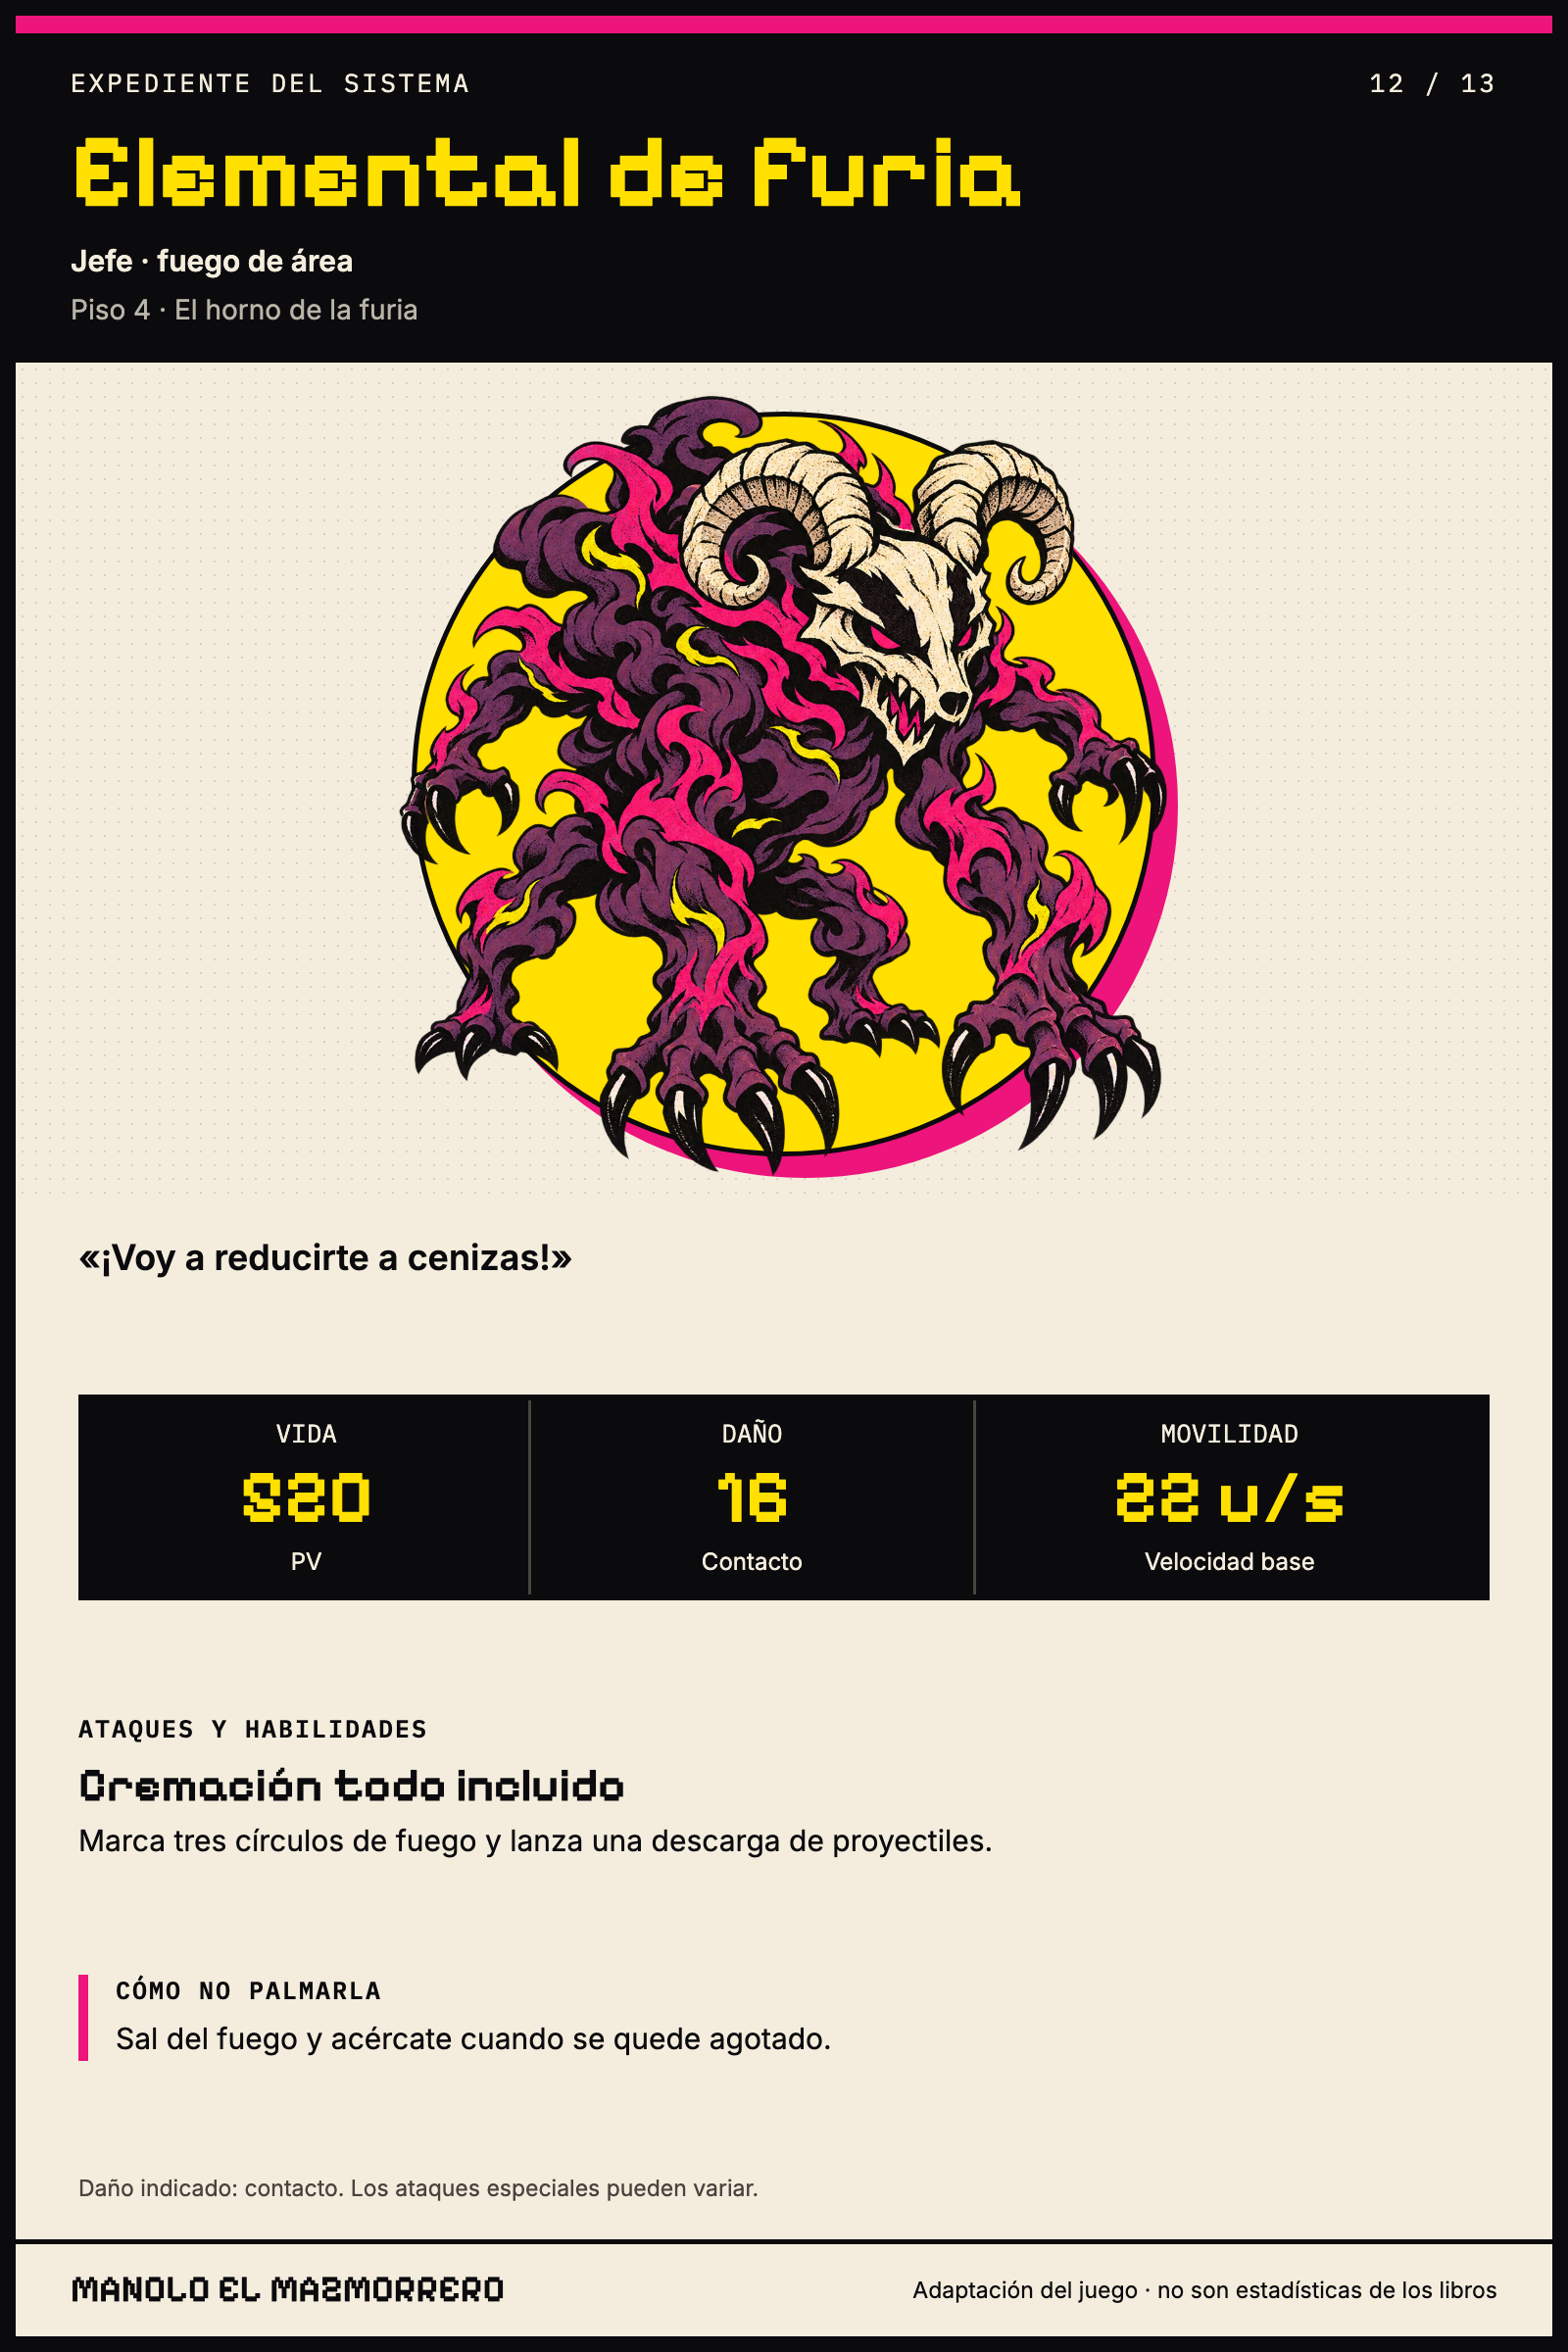 EXPEDIENTE DEL SISTEMA
12 / 13
Elemental de Furia
Jefe · fuego de área
Piso 4 · El horno de la furia
«¡Voy a reducirte a cenizas!»
VIDA
DAÑO
MOVILIDAD
820
16
22 u/s
PV
Contacto
Velocidad base
ATAQUES Y HABILIDADES
Cremación todo incluido
Marca tres círculos de fuego y lanza una descarga de proyectiles.
CÓMO NO PALMARLA
Sal del fuego y acércate cuando se quede agotado.
Daño indicado: contacto. Los ataques especiales pueden variar.
MANOLO EL MAZMORRERO
Adaptación del juego · no son estadísticas de los libros